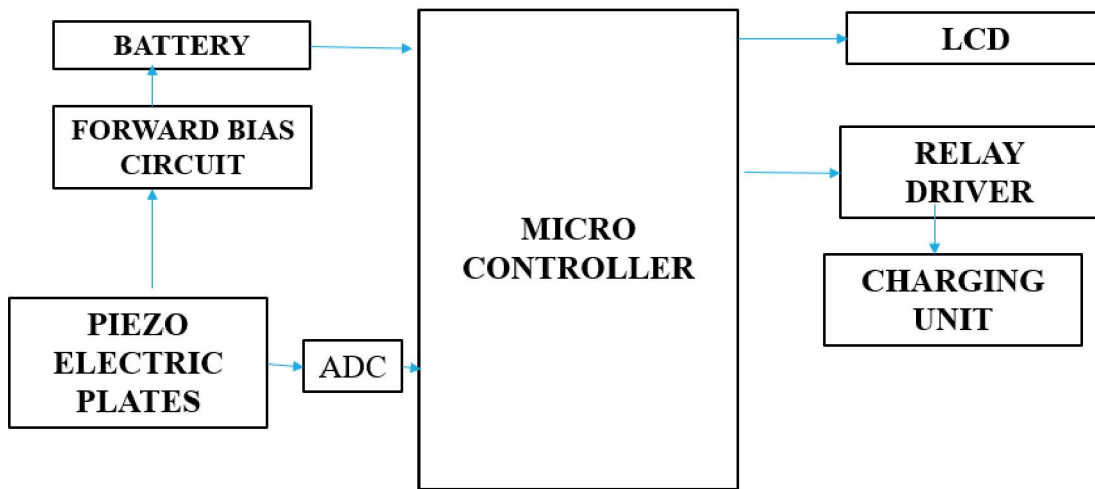 BATTERY
FORWARD BIAS
CIRCUIT
PIEZO
ELECTRIC
PLATES
ADC
MICRO
CONTROLLER
LCD
RELAY
DRIVER
CHARGING
UNIT